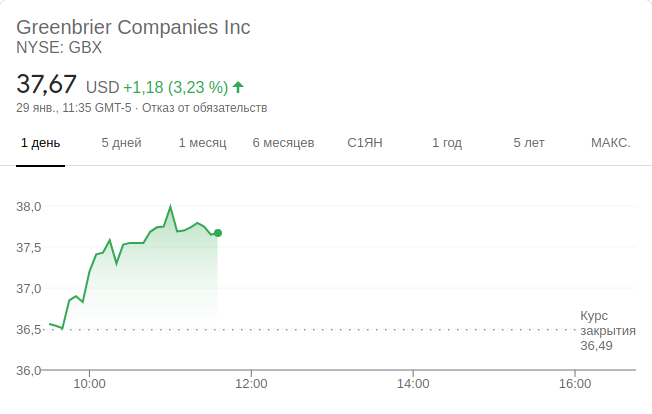 Greenbrier Companies Inc
NYSE: GBX
37,67 USD +1,18 (3,23 %)
29 янв., 11:35 GMT-5 · Отказ от обязательств
1 день 5 дней 1 месяц 6 месяцев С1ЯН 1 год 5 лет МАКС.
38,0
37,5
37,0
36,5
36,0
Курс
закрытия
36,49
10:00 12:00 14:00 16:00